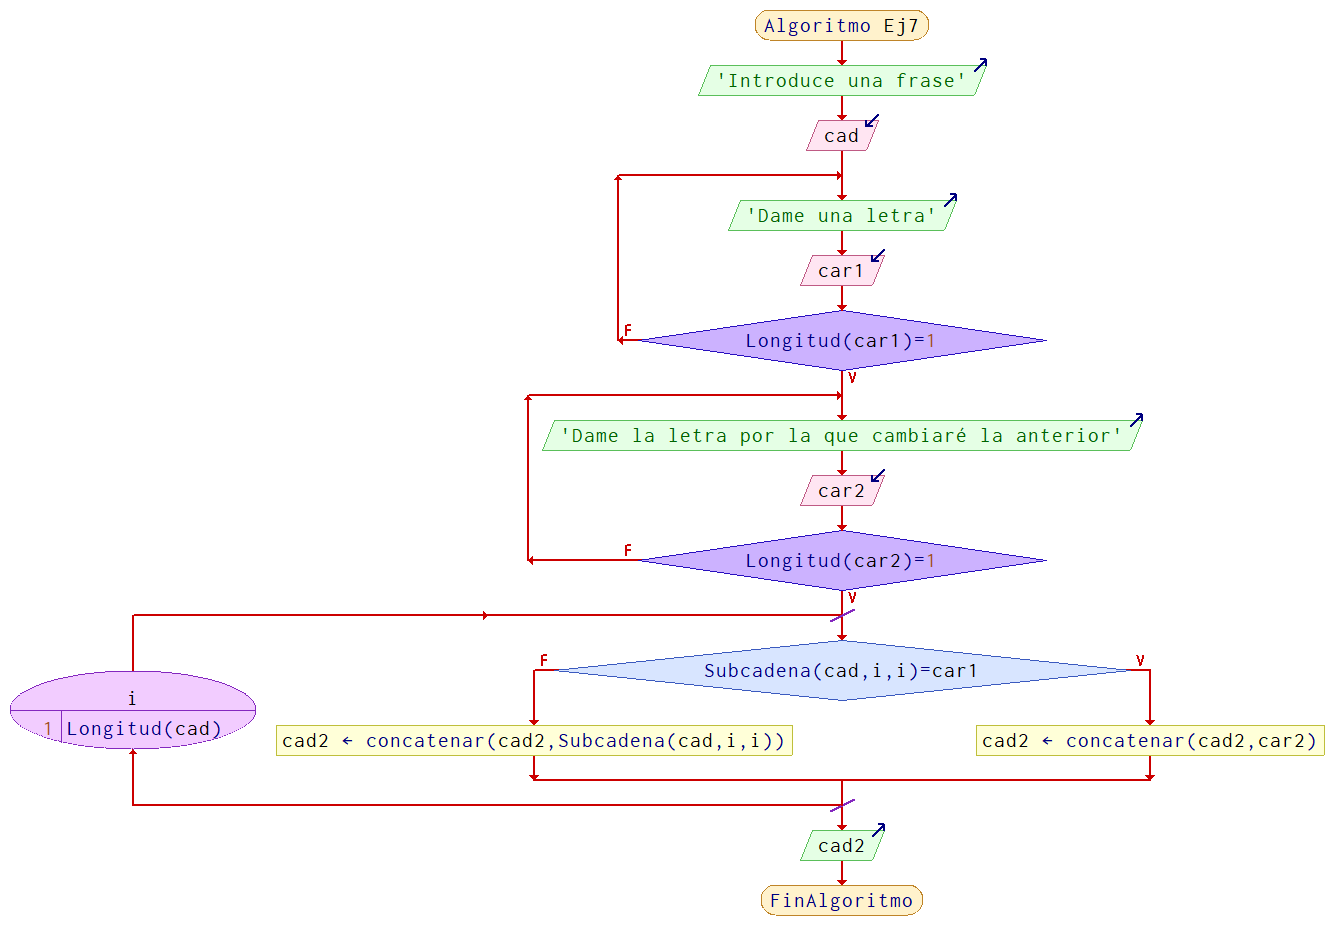 Algoritmo Ej7
'Introduce una frase'
cad
'Dame una letra'
car1
Longitud(car1)=1
F
V
'Dame la letra por la que cambiaré la anterior'
car2
Longitud(car2)=1
F
V
i
1 Longitud(cad)
Subcadena(cad,i,i)=car1
F
V
cad2 ← concatenar(cad2,Subcadena(cad,i,i))
cad2 ← concatenar(cad2,car2)
cad2
FinAlgoritmo